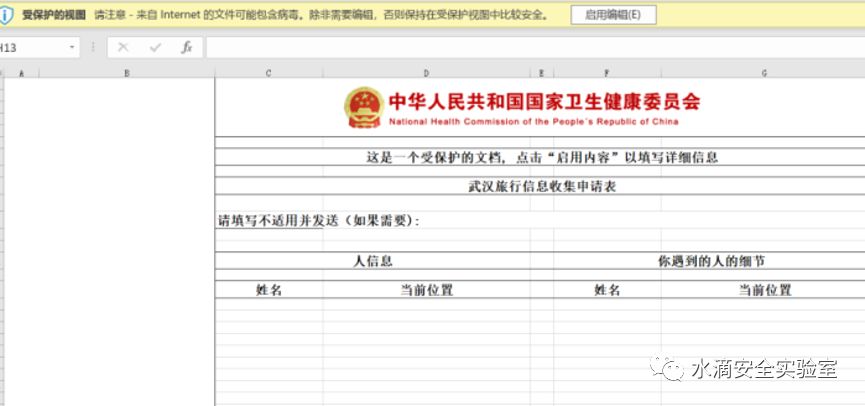 受保护的视图 请注意 - 来自 Internet 的文件可能包含病毒。除非需要编辑，否则保持在受保护视图中比较安全。 启用编辑(E)
H13 fx
A B C D E F G
中华人民共和国国家卫生健康委员会
National Health Commission of the People's Republic of China
这是一个受保护的文档，点击“启用内容”以填写详细信息
武汉旅行信息收集申请表
请填写不适用并发送（如果需要）:
人信息 你遇到的人的细节
姓名 当前位置 姓名 当前位置
水滴安全实验室